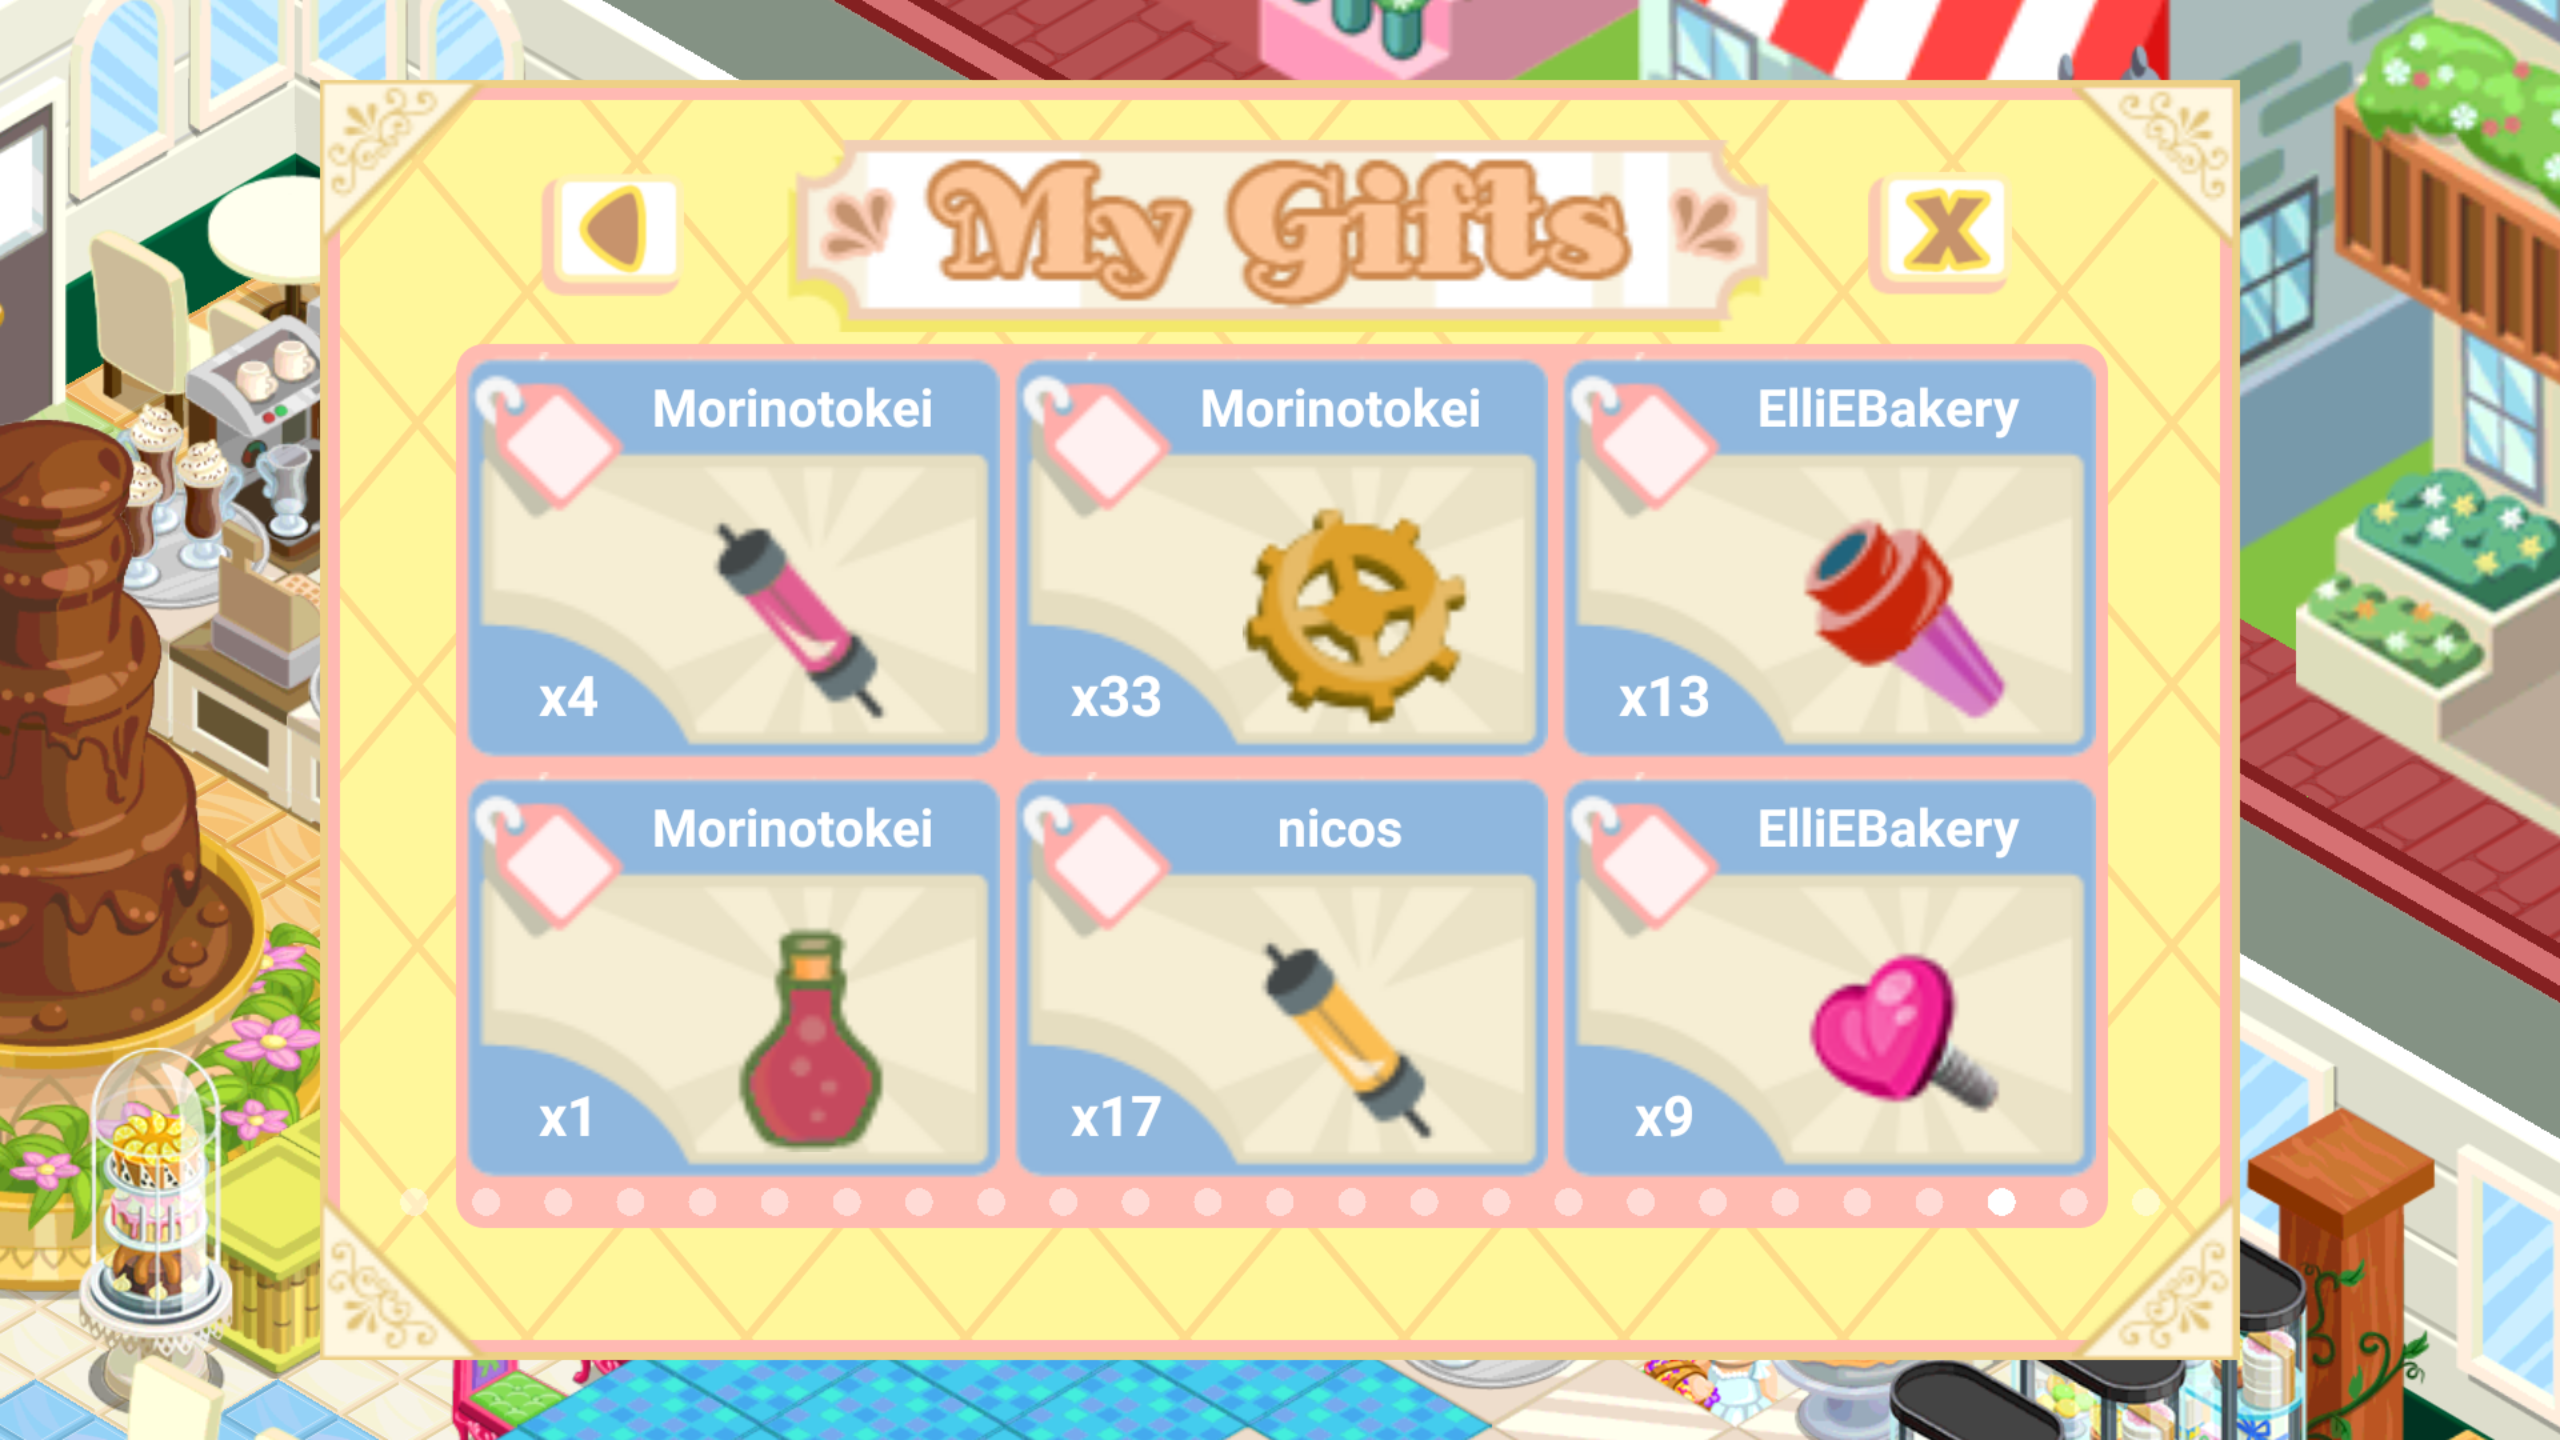 My Gifts
X
Morinotokei
x4
Morinotokei
x33
ElliEBakery
x13
Morinotokei
x1
nicos
x17
ElliEBakery
x9